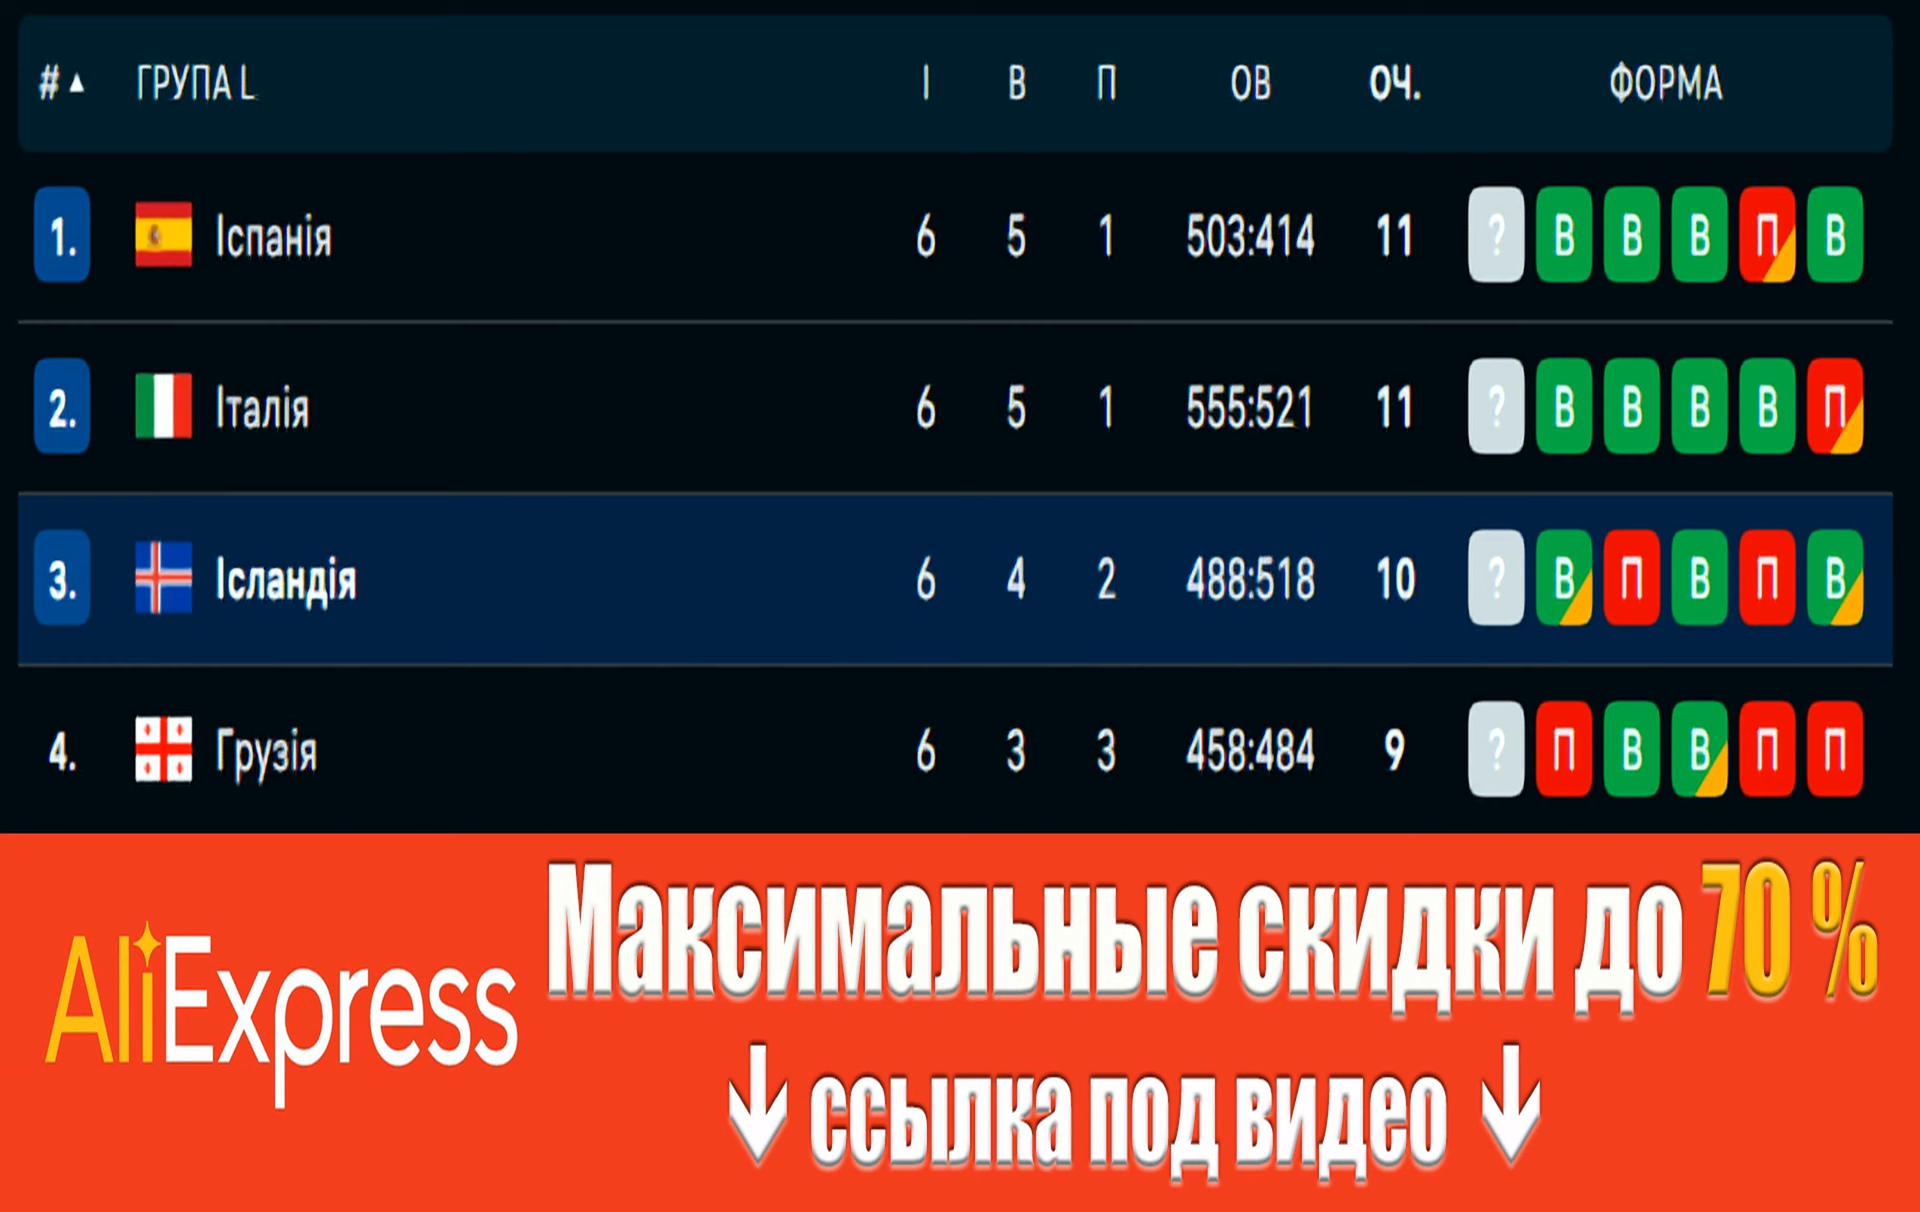 # ▲ ГРУПА L І В П ОВ ОЧ. ФОРМА
1. Іспанія 6 5 1 503:414 11 ? В В В П В
2. Італія 6 5 1 555:521 11 ? В В В В П
3. Ісландія 6 4 2 488:518 10 ? В П В П В
4. Грузія 6 3 3 458:484 9 ? П В В П П
AliExpress
Максимальные скидки до 70 %
↓ ссылка под видео ↓